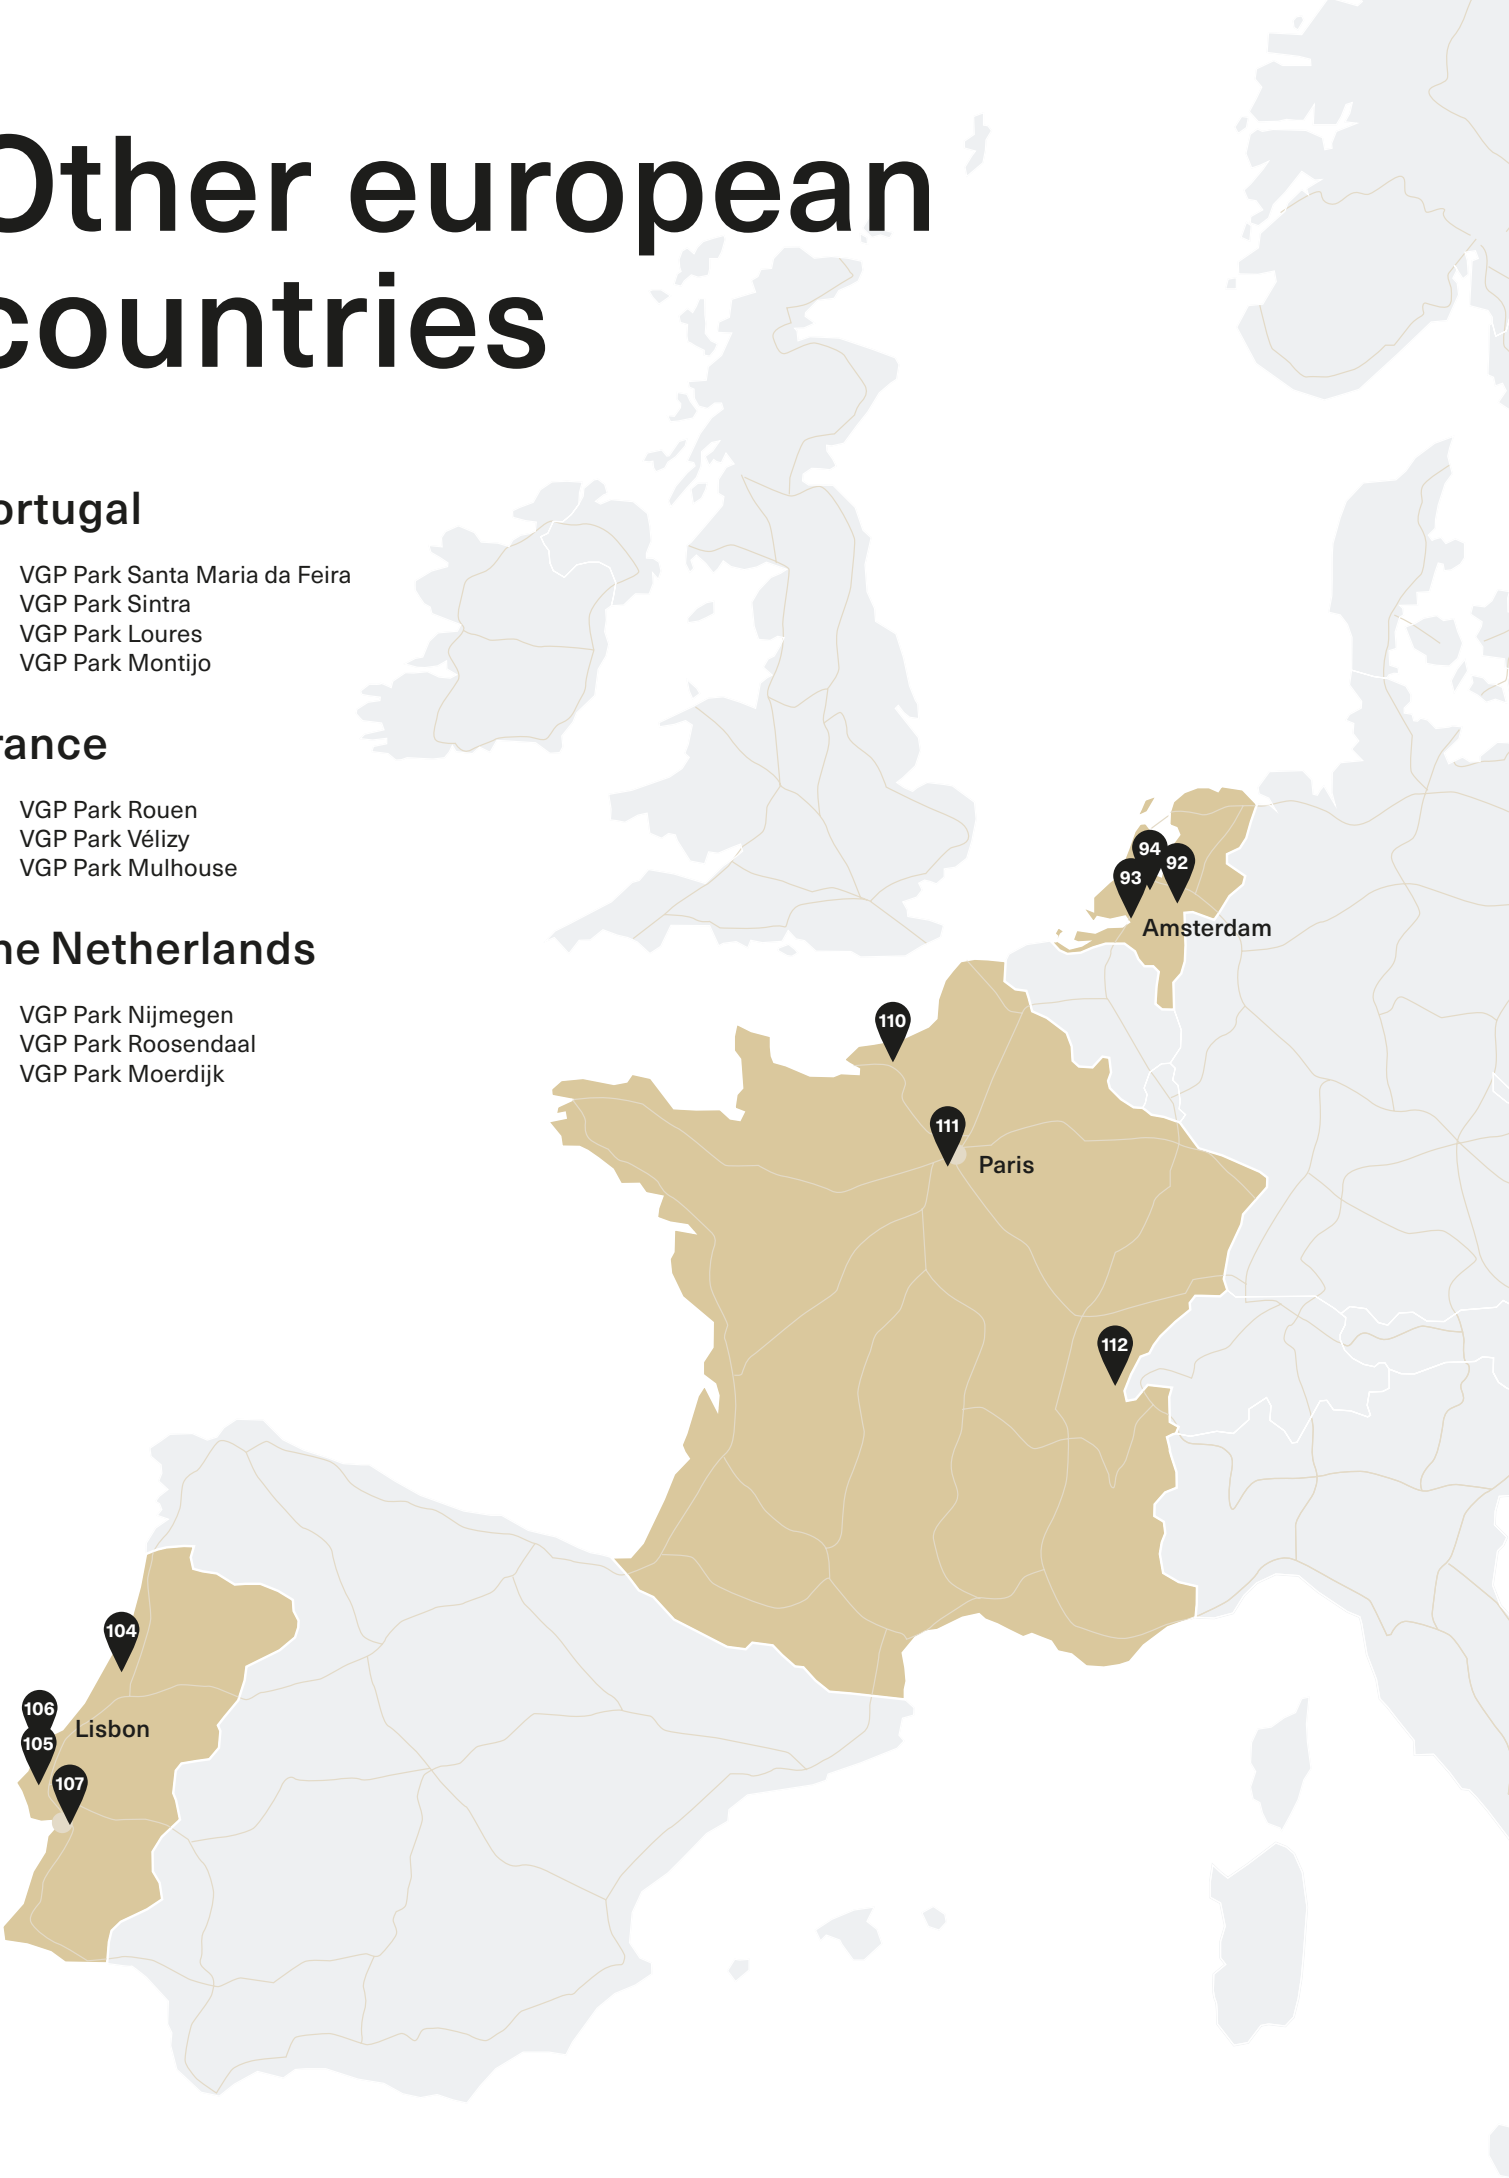 Other european
countries
ortugal
VGP Park Santa Maria da Feira
VGP Park Sintra
VGP Park Loures
VGP Park Montijo
rance
VGP Park Rouen
VGP Park Vélizy
VGP Park Mulhouse
he Netherlands
VGP Park Nijmegen
VGP Park Roosendaal
VGP Park Moerdijk
94
92
93
Amsterdam
110
111
Paris
112
104
106
Lisbon
105
107